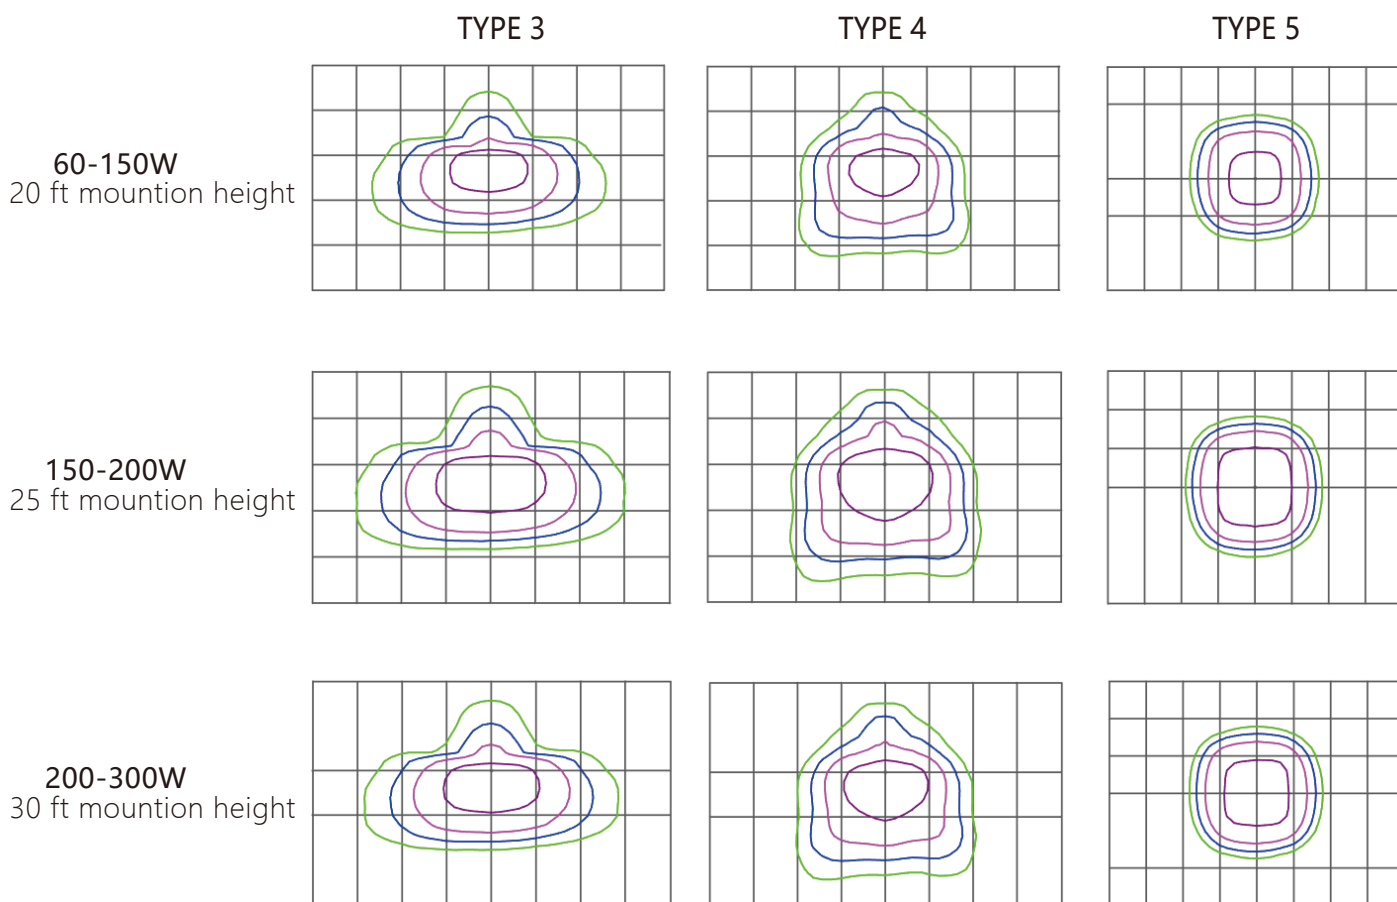 TYPE 3 TYPE 4 TYPE 5
60-150W
20 ft mountion height
150-200W
25 ft mountion height
200-300W
30 ft mountion height